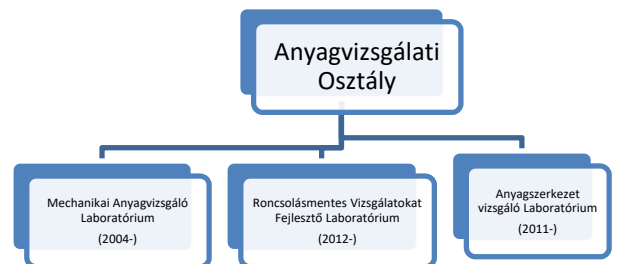 Anyagvizsgálati
Osztály
Mechanikai Anyagvizsgáló
Laboratórium
(2004-)
Roncsolásmentes Vizsgálatokat
Fejlesztő Laboratórium
(2012-)
Anyagszerkezet
vizsgáló Laboratórium
(2011-)